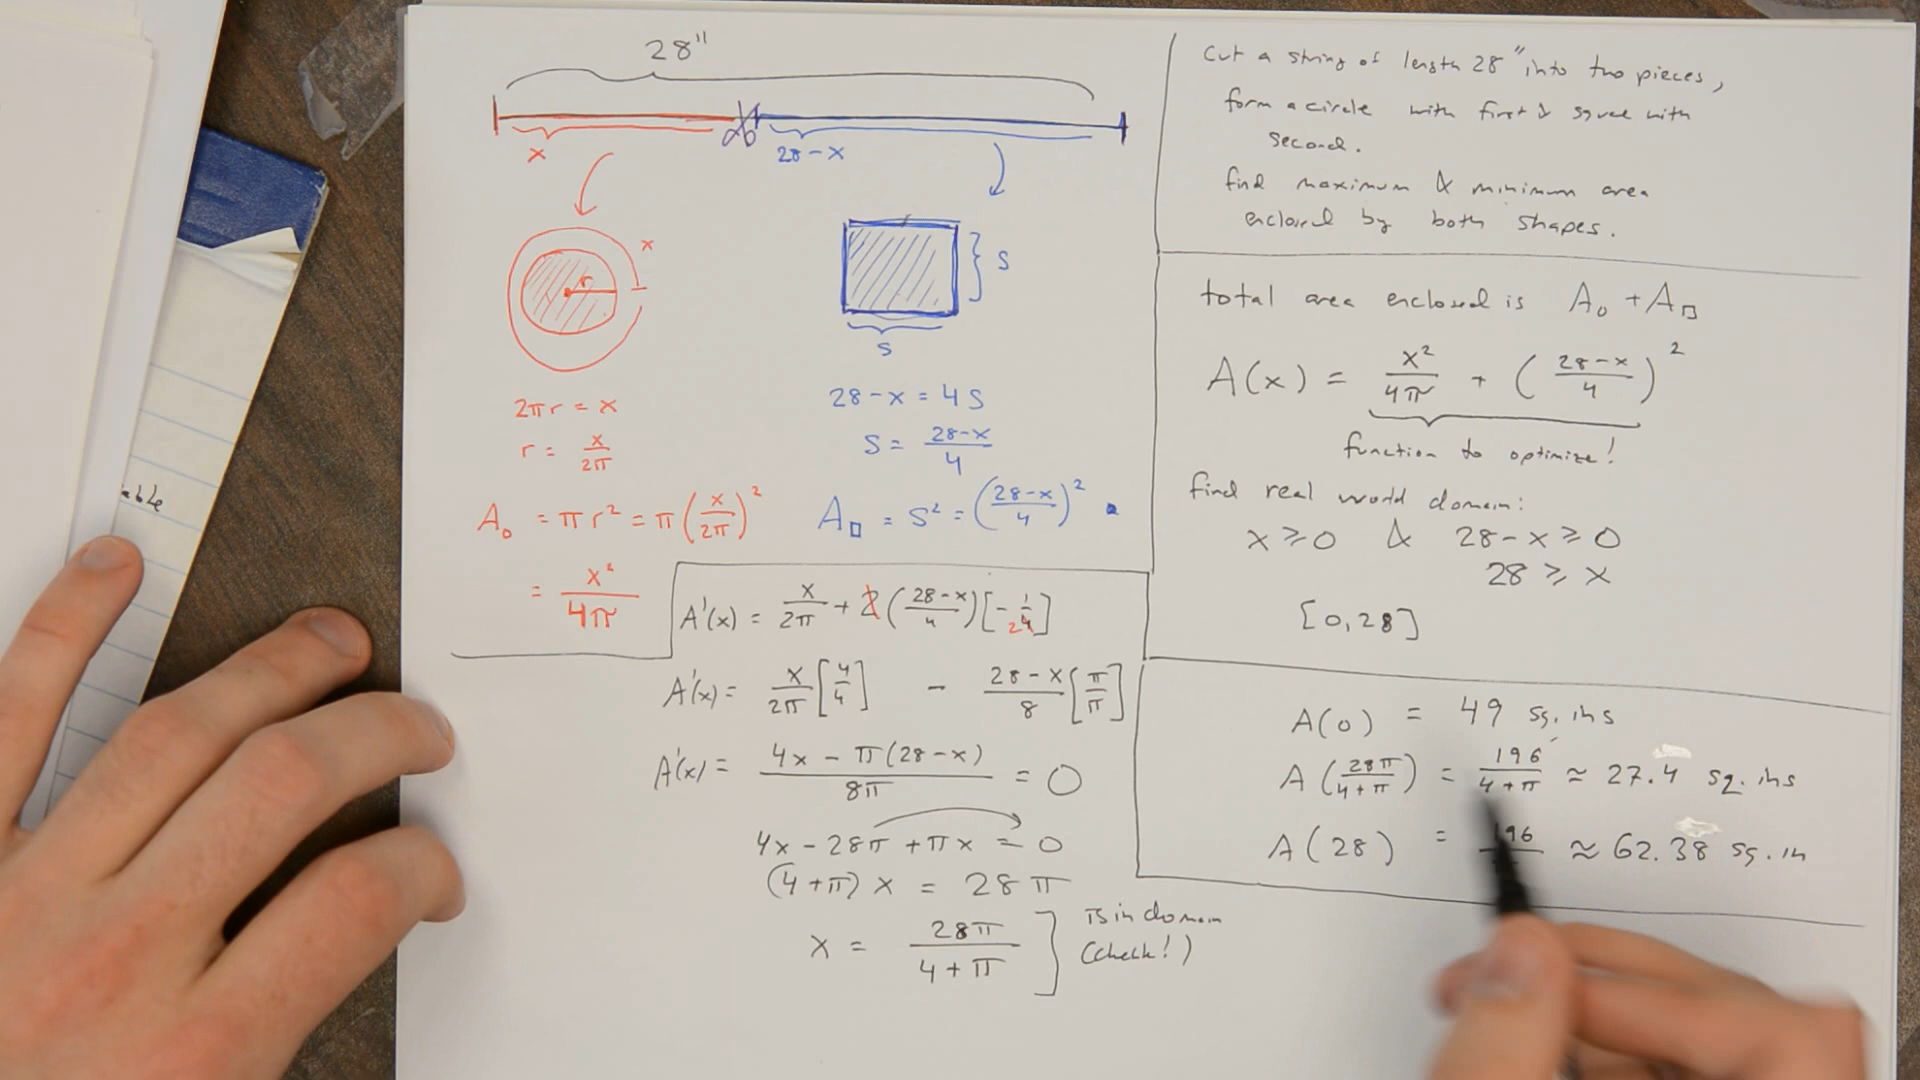 28"
x
28-x
x
r
s
s
2πr = x
r = x/2π
A○ = πr² = π(x/2π)²
= x²/4π
28-x = 4s
s = 28-x/4
A□ = s² = (28-x/4)²
Cut a string of length 28" into two pieces,
form a circle with first & square with
second.
find maximum & minimum area
enclosed by both shapes.
total area enclosed is A○ + A□
A(x) = x²/4π + (28-x/4)²
function to optimize!
find real world domain:
x ≥ 0 & 28-x ≥ 0
28 ≥ x
[0,28]
A'(x) = x/2π + 2(28-x/4)[-1/4]
2
A'(x) = x/2π[4/4] - 28-x/8[π/π]
A'(x) = 4x - π(28-x)/8π = 0
4x - 28π + πx = 0
(4+π)x = 28π
x = 28π/4+π
is in domain
(check!)
A(0) = 49 sq. ins
A(28π/4+π) = 196/4+π ≈ 27.4 sq. ins
A(28) = 196 ≈ 62.38 sq. in
able